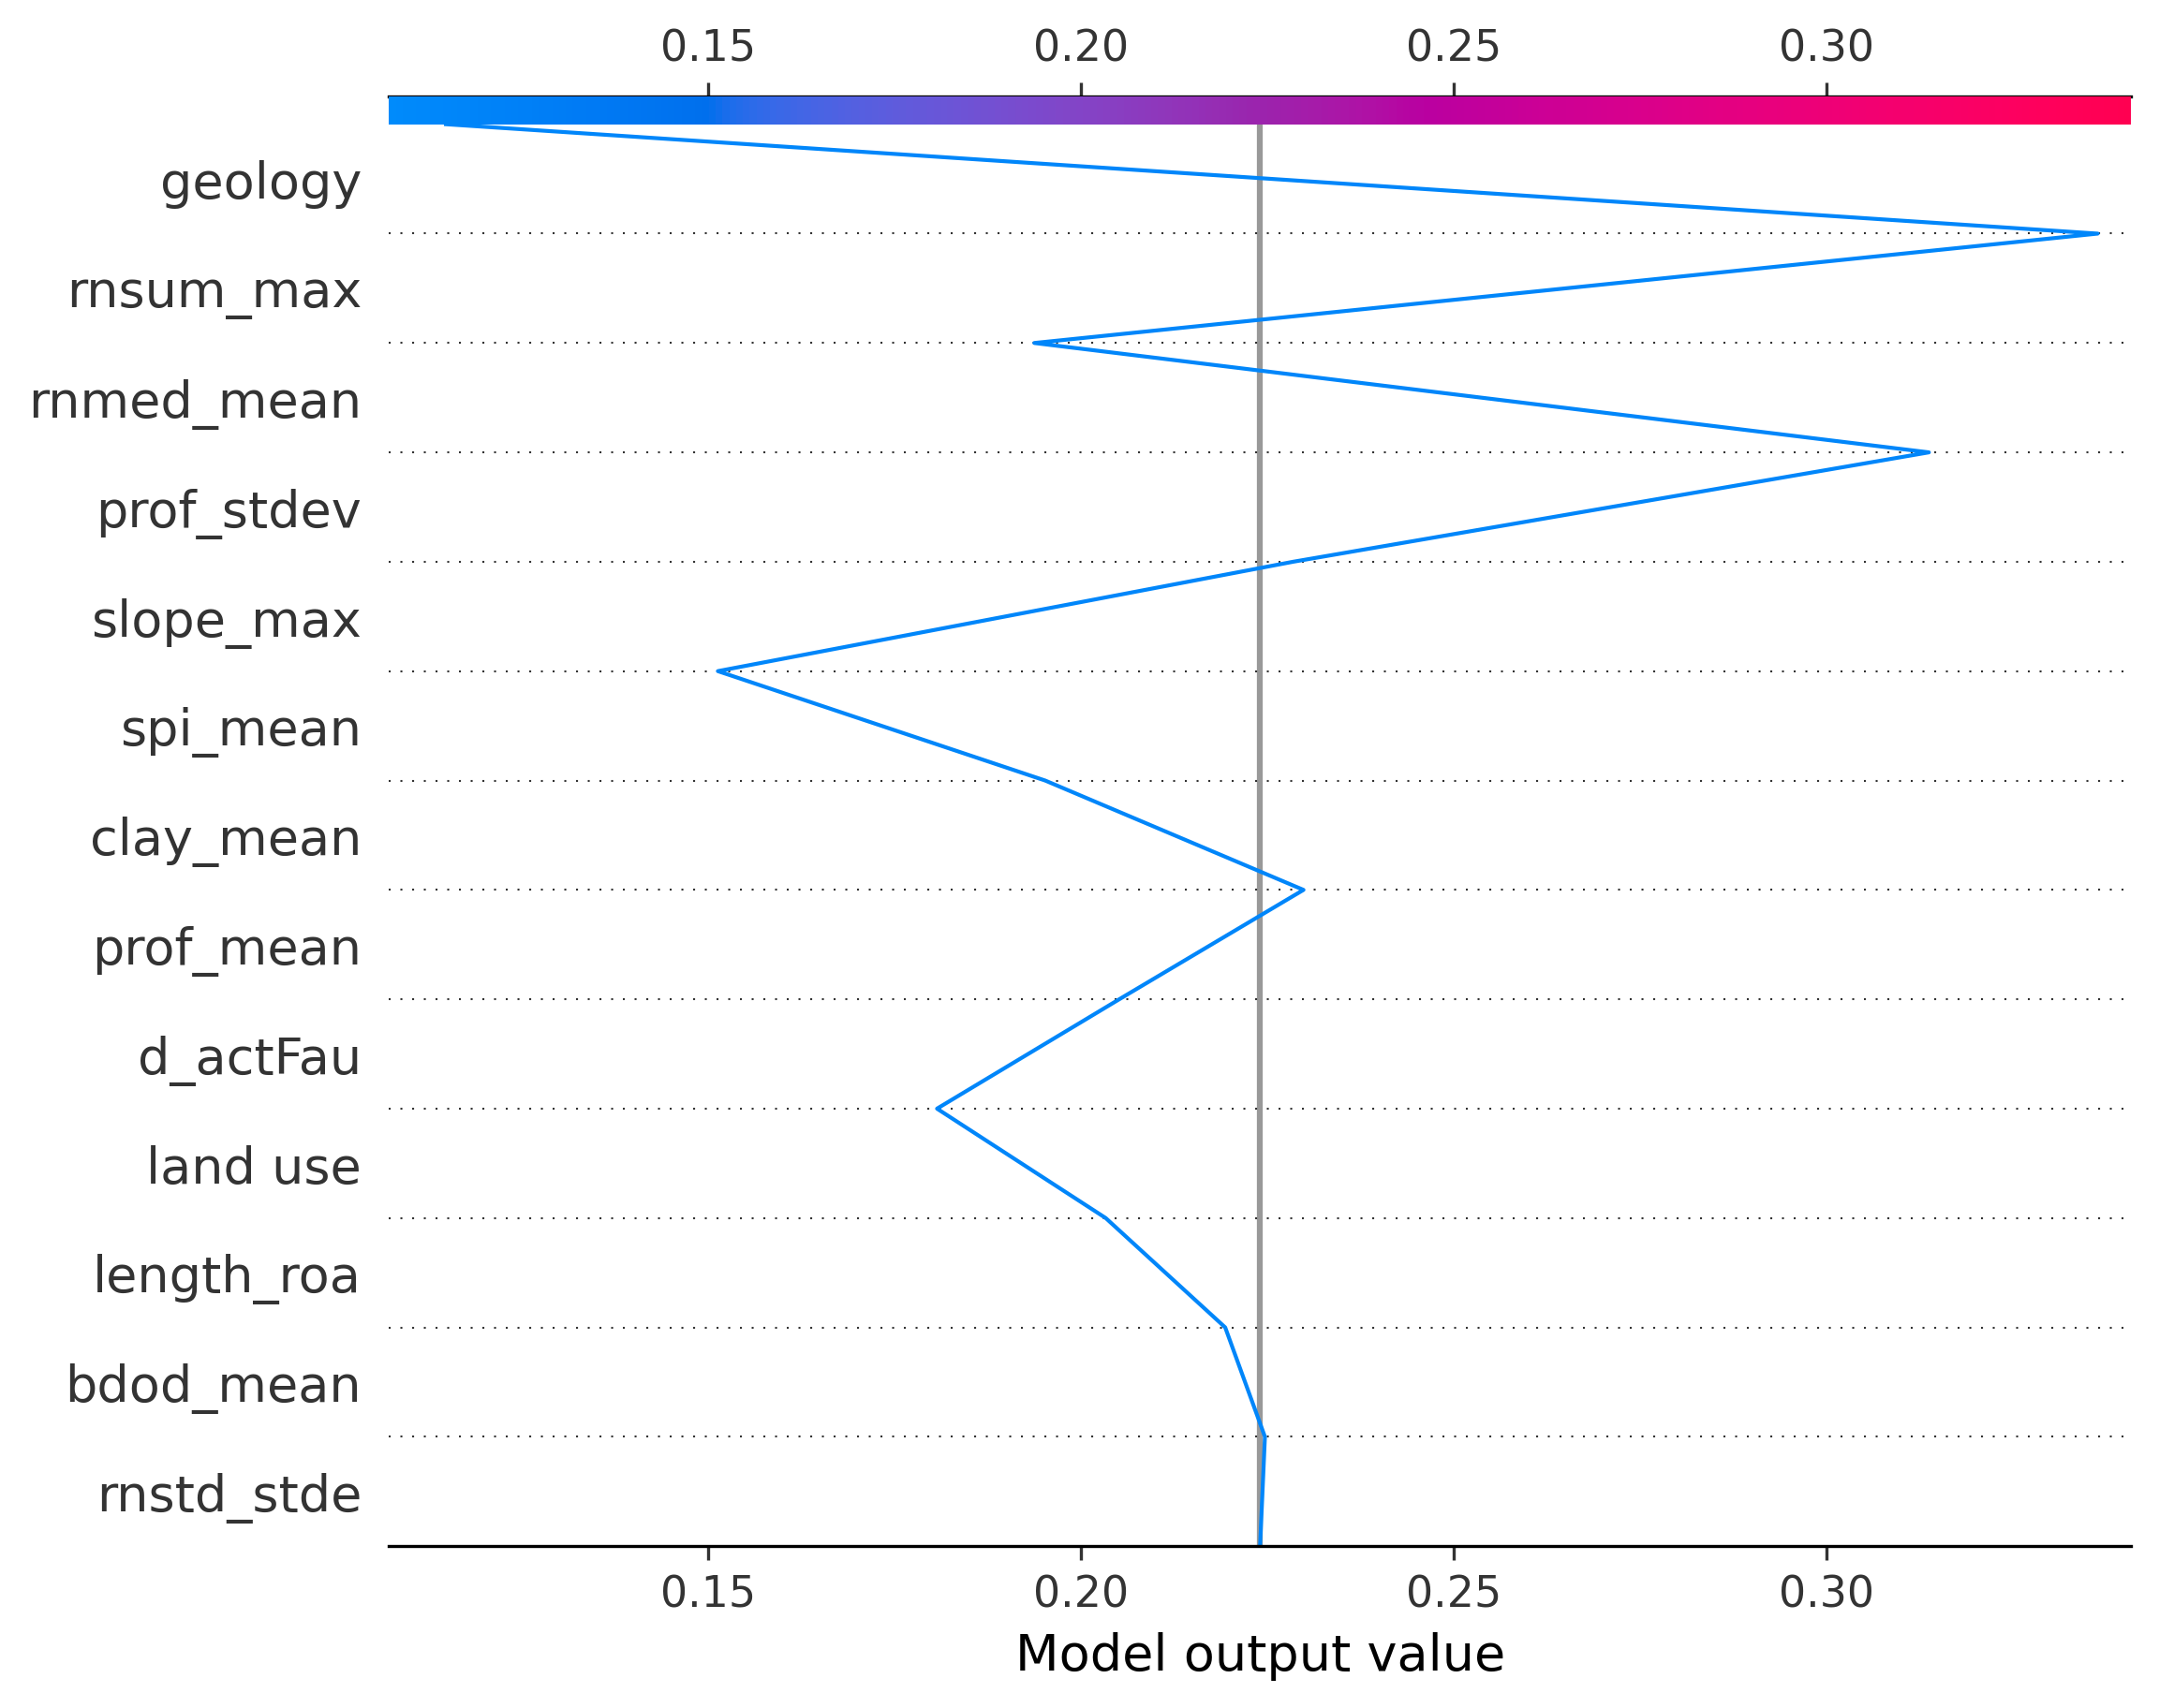 0.15 0.20 0.25 0.30
geology
rnsum_max
rnmed_mean
prof_stdev
slope_max
spi_mean
clay_mean
prof_mean
d_actFau
land use
length_roa
bdod_mean
rnstd_stde
0.15 0.20 0.25 0.30
Model output value